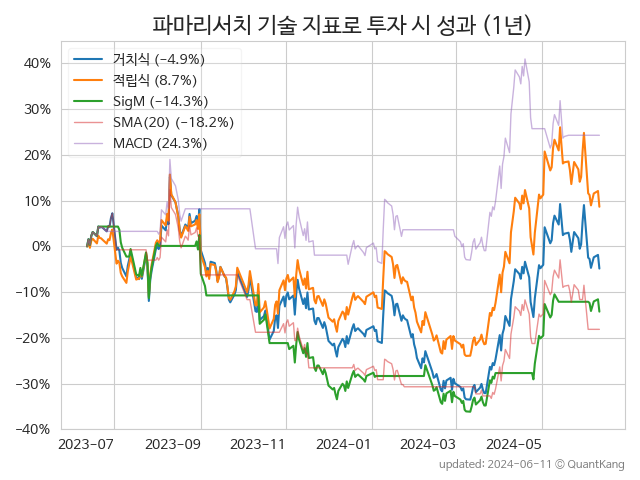 파마리서치 기술 지표로 투자 시 성과 (1년)
거치식 (−4.9%)
적립식 (8.7%)
SigM (−14.3%)
SMA(20) (−18.2%)
MACD (24.3%)
40%
30%
20%
10%
0%
−10%
−20%
−30%
−40%
2023-07 2023-09 2023-11 2024-01 2024-03 2024-05
updated: 2024-06-11 © QuantKang